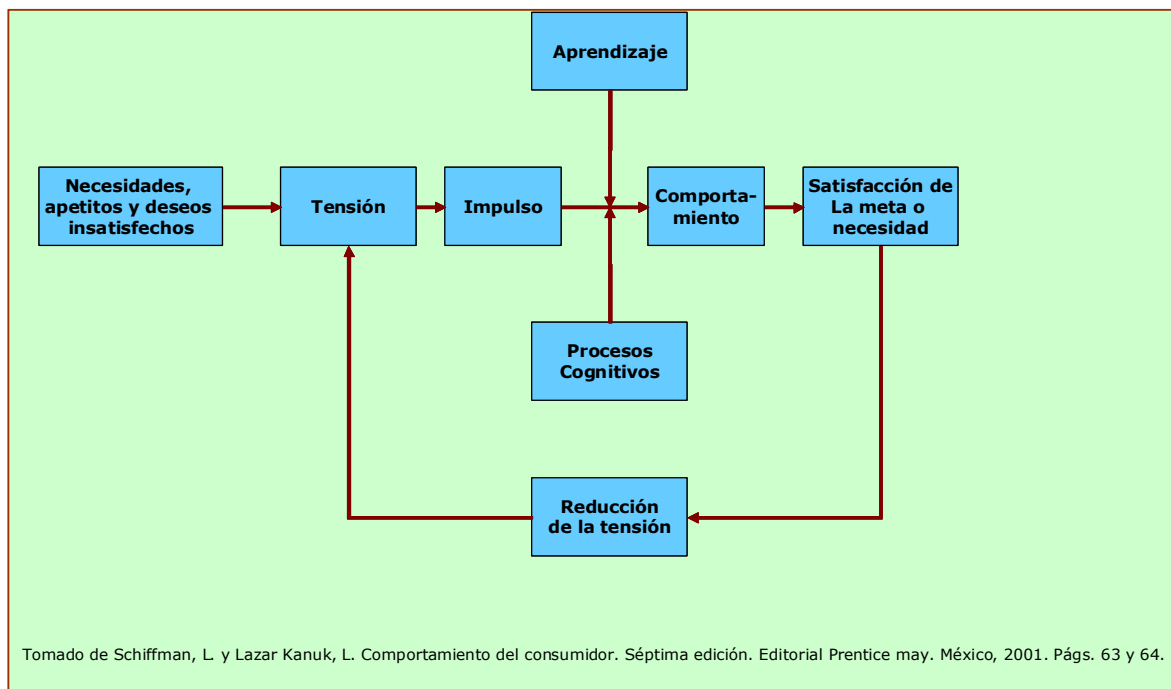 Aprendizaje
Necesidades,
apetitos y deseos
insatisfechos
Tensión
Impulso
Comporta-
miento
Satisfacción de
La meta o
necesidad
Procesos
Cognitivos
Reducción
de la tensión
Tomado de Schiffman, L. y Lazar Kanuk, L. Comportamiento del consumidor. Séptima edición. Editorial Prentice may. México, 2001. Págs. 63 y 64.